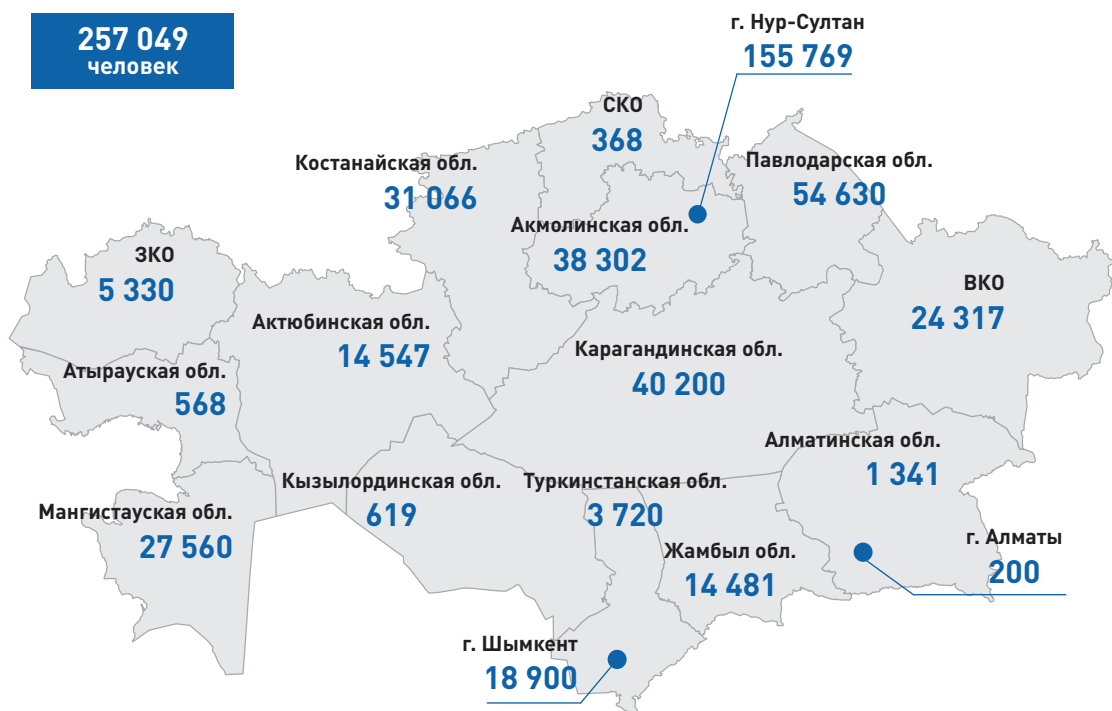 257 049
человек
г. Нур-Султан
155 769
СКО
368
Костанайская обл.
31 066
Павлодарская обл.
54 630
Акмолинская обл.
38 302
ЗКО
5 330
ВКО
24 317
Актюбинская обл.
14 547
Карагандинская обл.
40 200
Атырауская обл.
568
Алматинская обл.
1 341
Кызылординская обл.
619
Туркинстанская обл.
3 720
Мангистауская обл.
27 560
г. Алматы
200
Жамбыл обл.
14 481
г. Шымкент
18 900